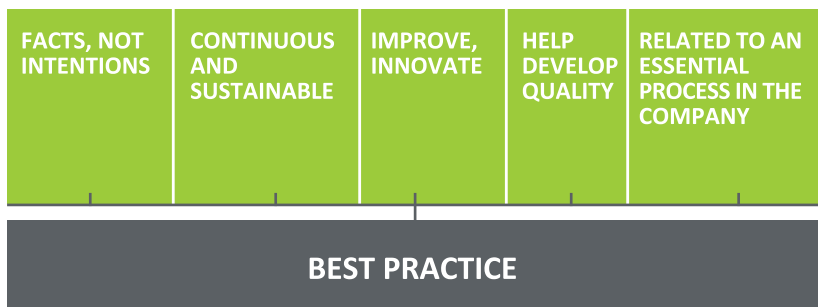 FACTS, NOT
INTENTIONS
CONTINUOUS
AND
SUSTAINABLE
IMPROVE,
INNOVATE
HELP
DEVELOP
QUALITY
RELATED TO AN
ESSENTIAL
PROCESS IN THE
COMPANY
BEST PRACTICE